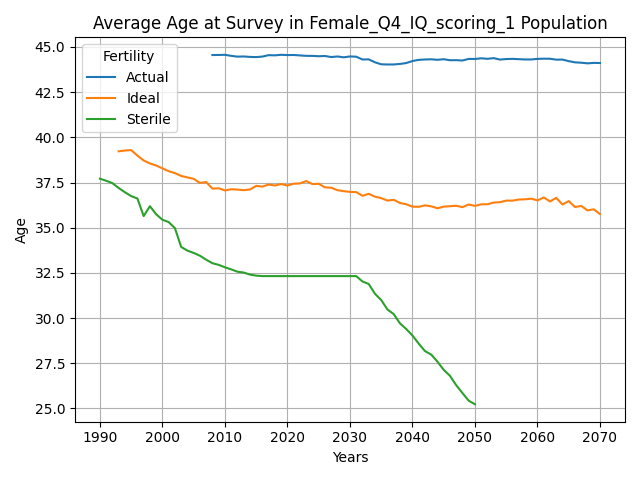 Average Age at Survey in Female_Q4_IQ_scoring_1 Population
Fertility
Actual
Ideal
Sterile
45.0
42.5
40.0
37.5
35.0
32.5
30.0
27.5
25.0
Age
1990 2000 2010 2020 2030 2040 2050 2060 2070
Years